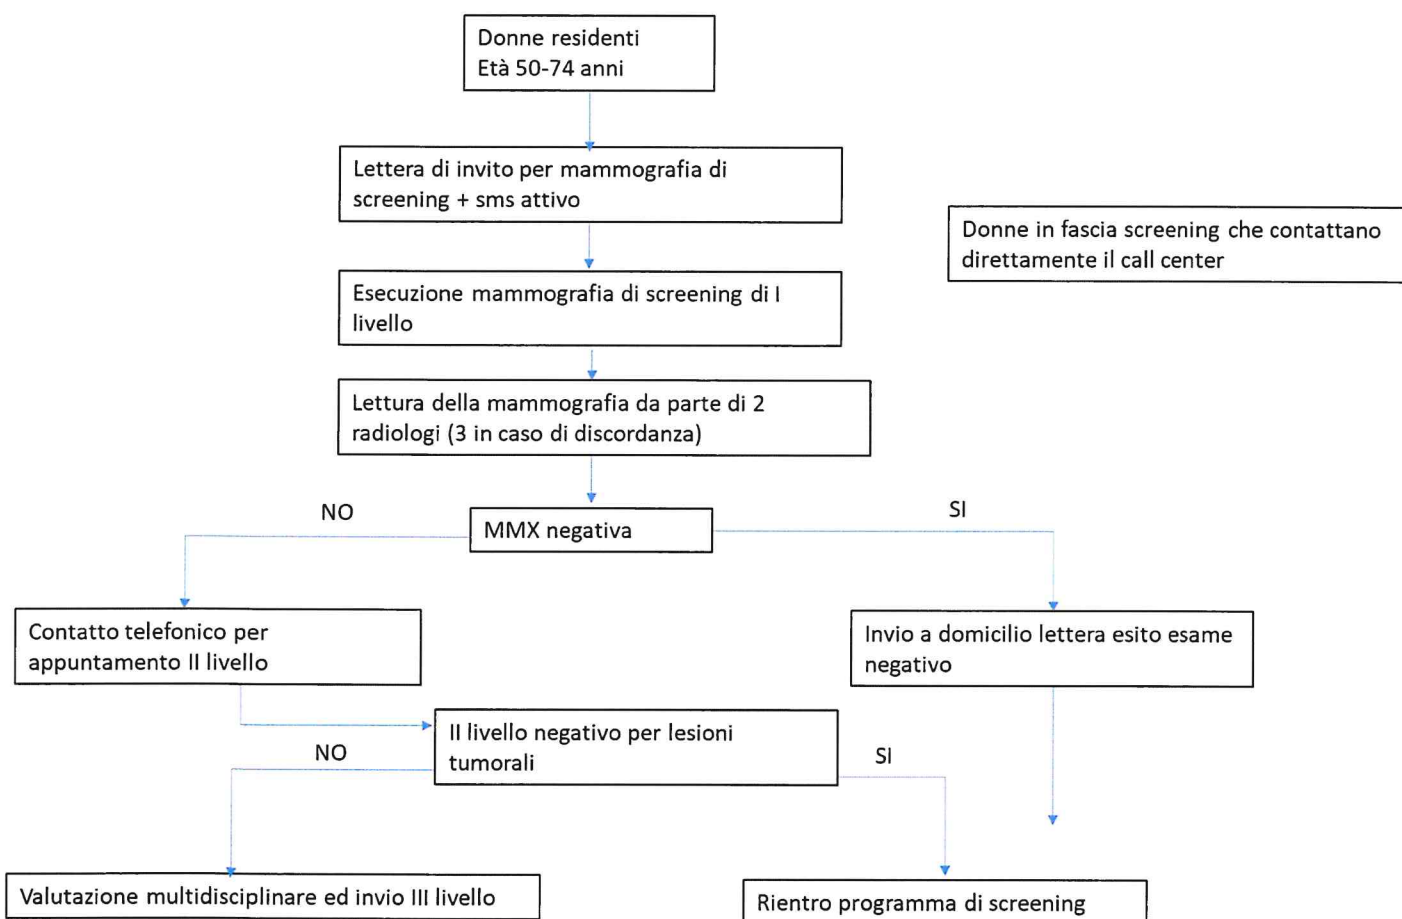 Donne residenti
Età 50-74 anni
Lettera di invito per mammografia di
screening + sms attivo
Donne in fascia screening che contattano
direttamente il call center
Esecuzione mammografia di screening di I
livello
Lettura della mammografia da parte di 2
radiologi (3 in caso di discordanza)
NO
MMX negativa
SI
Contatto telefonico per
appuntamento II livello
Invio a domicilio lettera esito esame
negativo
II livello negativo per lesioni
tumorali
NO
SI
Valutazione multidisciplinare ed invio III livello
Rientro programma di screening